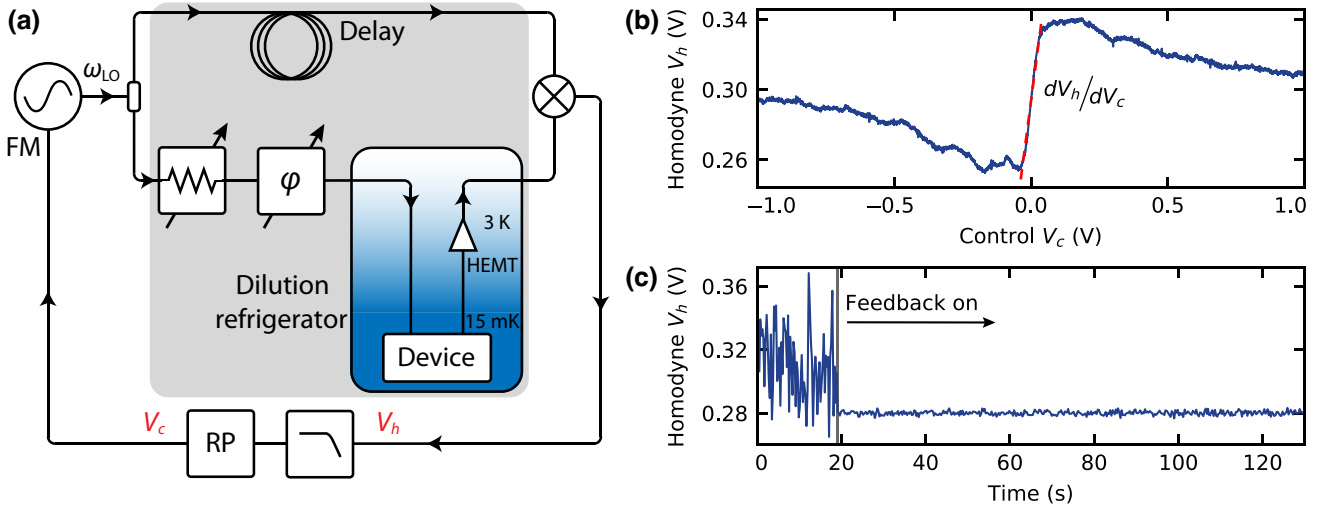 (a)
Delay
ω_LO
FM
φ
3 K
HEMT
Dilution
refrigerator
15 mK
Device
V_c
RP
V_h
(b)
Homodyne V_h (V)
0.34
0.30
0.26
dV_h/dV_c
−1.0
−0.5
0.0
0.5
1.0
Control V_c (V)
(c)
Homodyne V_h (V)
0.36
0.32
0.28
Feedback on
0
20
40
60
80
100
120
Time (s)